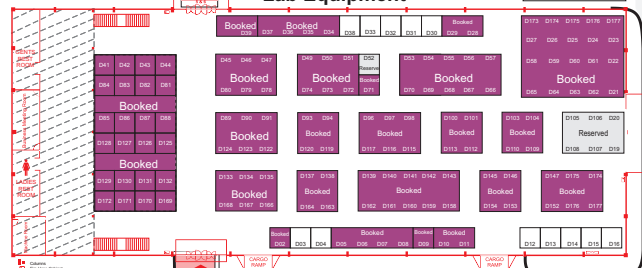 Lab Equipment
Booked
D39 D37 D36 D35 D34
Booked
D38 D33 D32 D31 D30
Booked
D29 D28
D173 D174 D175 D176 D177
D27 D26 D25 D24 D23
D58 D59 D60 D61 D22
Booked
D65 D64 D63 D62 D21
GENTS
REST
ROOM
D41 D42 D43 D44
D84 D83 D82 D81
Booked
D85 D86 D87 D88
D128 D127 D126 D125
Booked
D129 D130 D131 D132
D172 D171 D170 D169
D45 D46 D47
Booked
D80 D79 D78
D49 D50 D51
Booked
D74 D73 D72
D52
Reserve
Booked
D71
D53 D54 D55 D56 D57
Booked
D70 D69 D68 D67 D66
D89 D90 D91
Booked
D124 D123 D122
D93 D94
Booked
D120 D119
D96 D97 D98
Booked
D117 D116 D115
D100 D101
Booked
D113 D112
D103 D104
Booked
D110 D109
D105 D106 D20
Reserved
D108 D107 D19
LADIES
REST
ROOM
D133 D134 D135
Booked
D168 D167 D166
D137 D138
Booked
D164 D163
D139 D140 D141 D142 D143
Booked
D162 D161 D160 D159 D158
D145 D146
Booked
D154 D153
D147 D175 D174
Booked
D152 D176 D177
Booked
D02 D03 D04
Booked
D05 D06 D07 D08
Booked
D09
Booked
D10 D11
D12 D13 D14 D15 D16
CARGO
RAMP
CARGO
RAMP
Columns